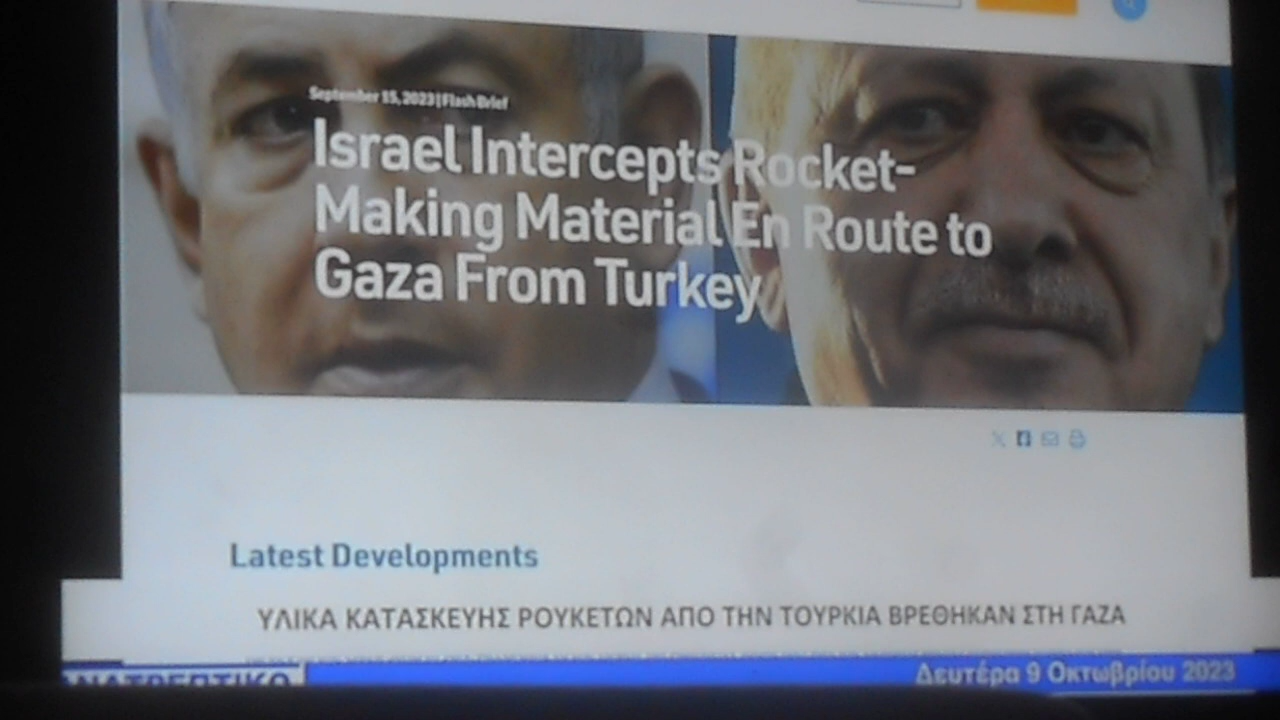 September 15, 2023 | Flash Brief
Israel Intercepts Rocket-
Making Material En Route to
Gaza From Turkey
Latest Developments
ΥΛΙΚΑ ΚΑΤΑΣΚΕΥΗΣ ΡΟΥΚΕΤΩΝ ΑΠΟ ΤΗΝ ΤΟΥΡΚΙΑ ΒΡΕΘΗΚΑΝ ΣΤΗ ΓΑΖΑ
Δευτέρα 9 Οκτωβρίου 2023